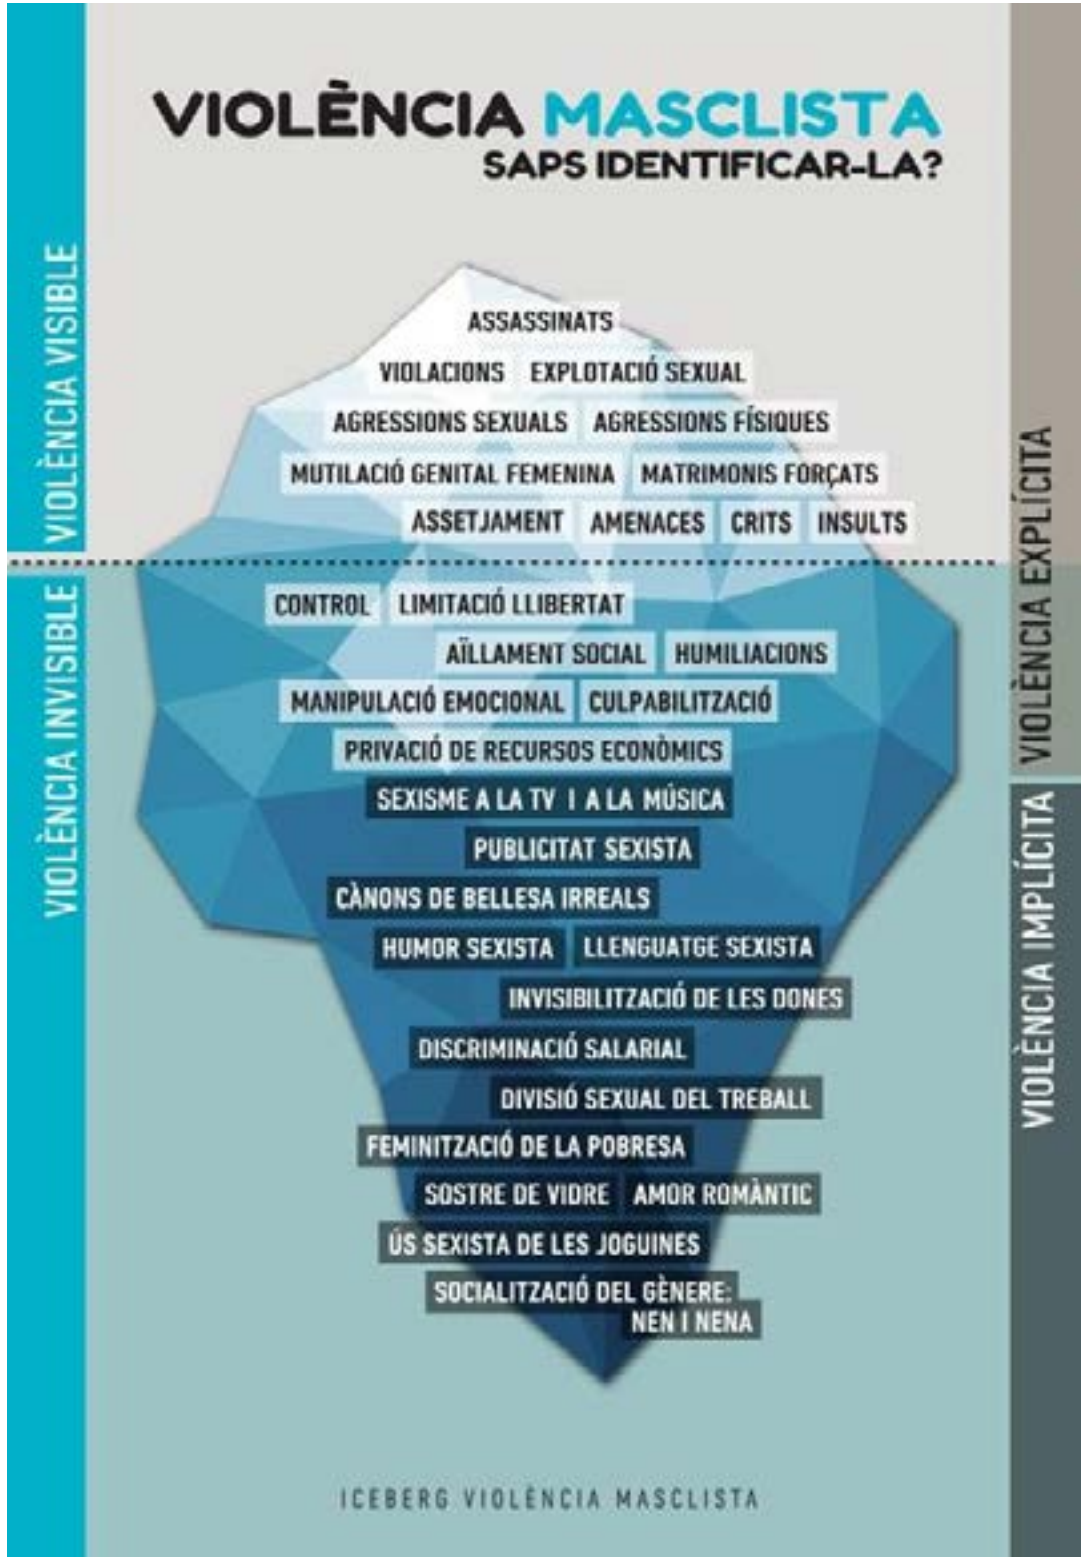 VIOLÈNCIA MASCLISTA
SAPS IDENTIFICAR-LA?
VIOLÈNCIA VISIBLE
ASSASSINATS
VIOLACIONS EXPLOTACIÓ SEXUAL
AGRESSIONS SEXUALS AGRESSIONS FÍSIQUES
MUTILACIÓ GENITAL FEMENINA MATRIMONIS FORÇATS
ASSETJAMENT AMENACES CRITS INSULTS
VIOLÈNCIA EXPLÍCITA
VIOLÈNCIA INVISIBLE
CONTROL LIMITACIÓ LLIBERTAT
AÏLLAMENT SOCIAL HUMILIACIONS
MANIPULACIÓ EMOCIONAL CULPABILITZACIÓ
PRIVACIÓ DE RECURSOS ECONÒMICS
SEXISME A LA TV I A LA MÚSICA
PUBLICITAT SEXISTA
CÀNONS DE BELLESA IRREALS
HUMOR SEXISTA LLENGUATGE SEXISTA
INVISIBILITZACIÓ DE LES DONES
VIOLÈNCIA IMPLÍCITA
DISCRIMINACIÓ SALARIAL
DIVISIÓ SEXUAL DEL TREBALL
FEMINITZACIÓ DE LA POBRESA
SOSTRE DE VIDRE AMOR ROMÀNTIC
ÚS SEXISTA DE LES JOGUINES
SOCIALITZACIÓ DEL GÈNERE:
NEN I NENA
ICEBERG VIOLÈNCIA MASCLISTA